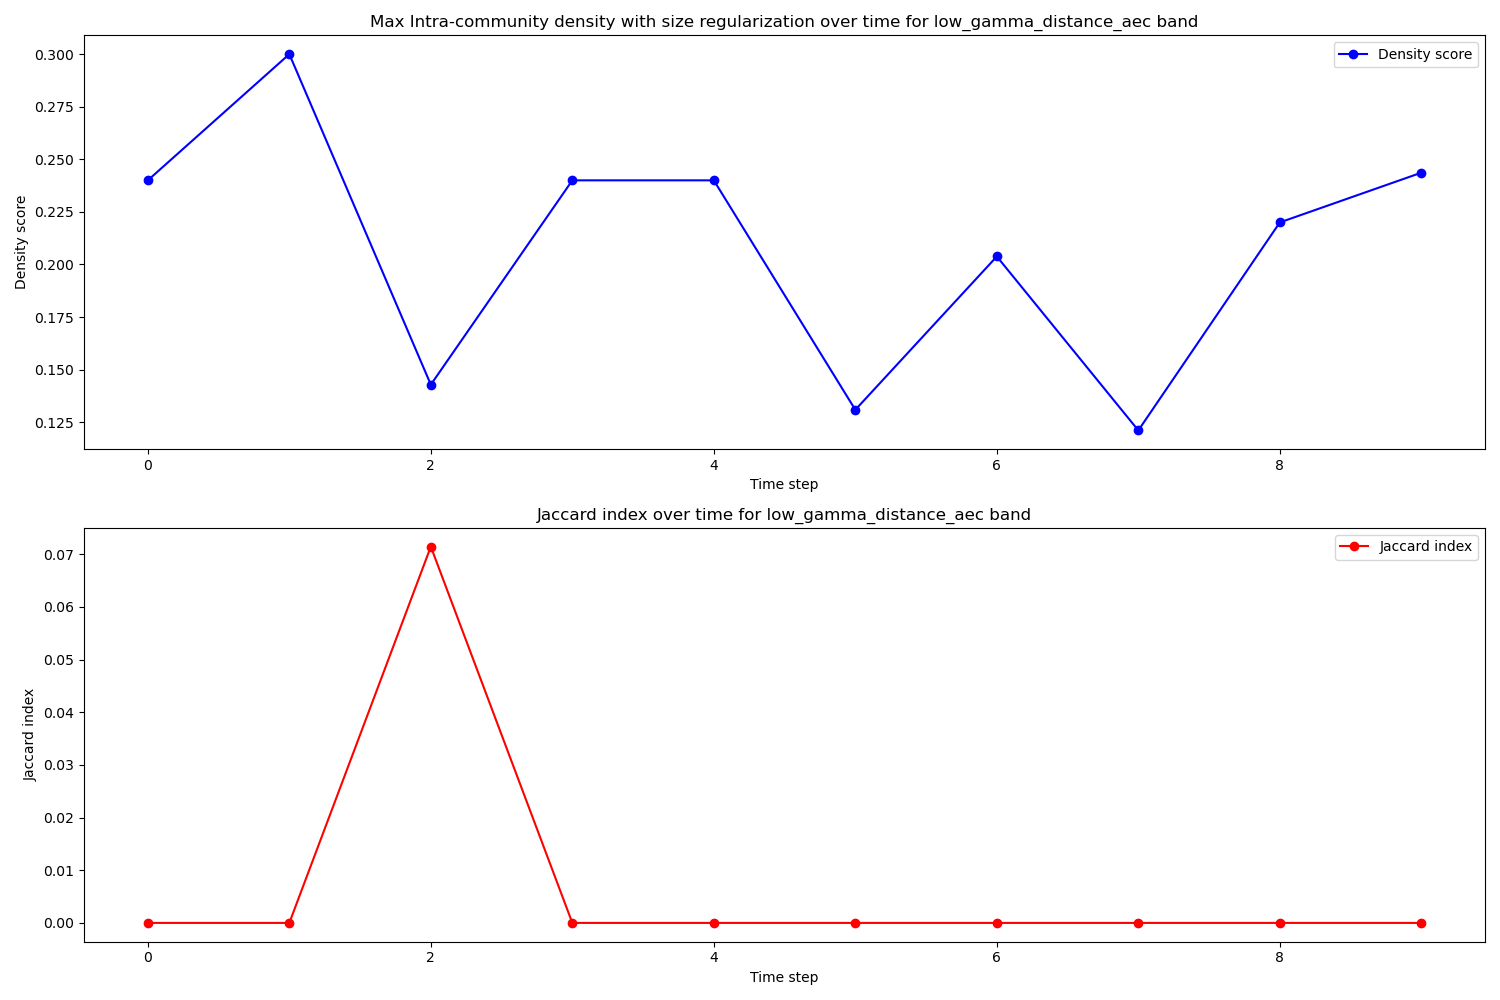 Max Intra-community density with size regularization over time for low_gamma_distance_aec band
Density score
0.300
0.275
0.250
0.225
0.200
0.175
0.150
0.125
Density score
0 2 4 6 8
Time step
Jaccard index over time for low_gamma_distance_aec band
Jaccard index
0.07
0.06
0.05
0.04
0.03
0.02
0.01
0.00
Jaccard index
0 2 4 6 8
Time step